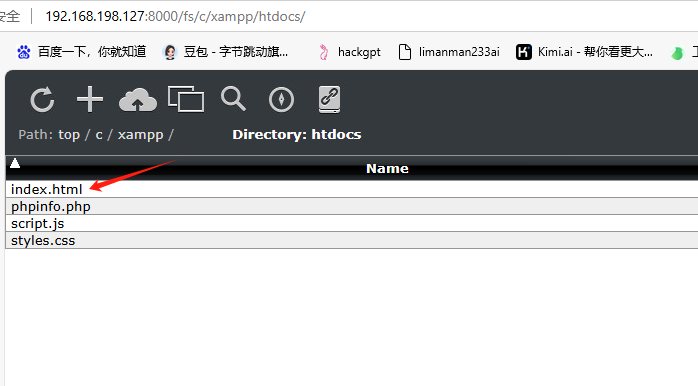 安全 192.168.198.127:8000/fs/c/xampp/htdocs/
百度一下，你就知道 豆包 - 字节跳动旗... hackgpt limanman233ai Kimi.ai - 帮你看更大...
Path: top / c / xampp / Directory: htdocs
Name
index.html
phpinfo.php
script.js
styles.css